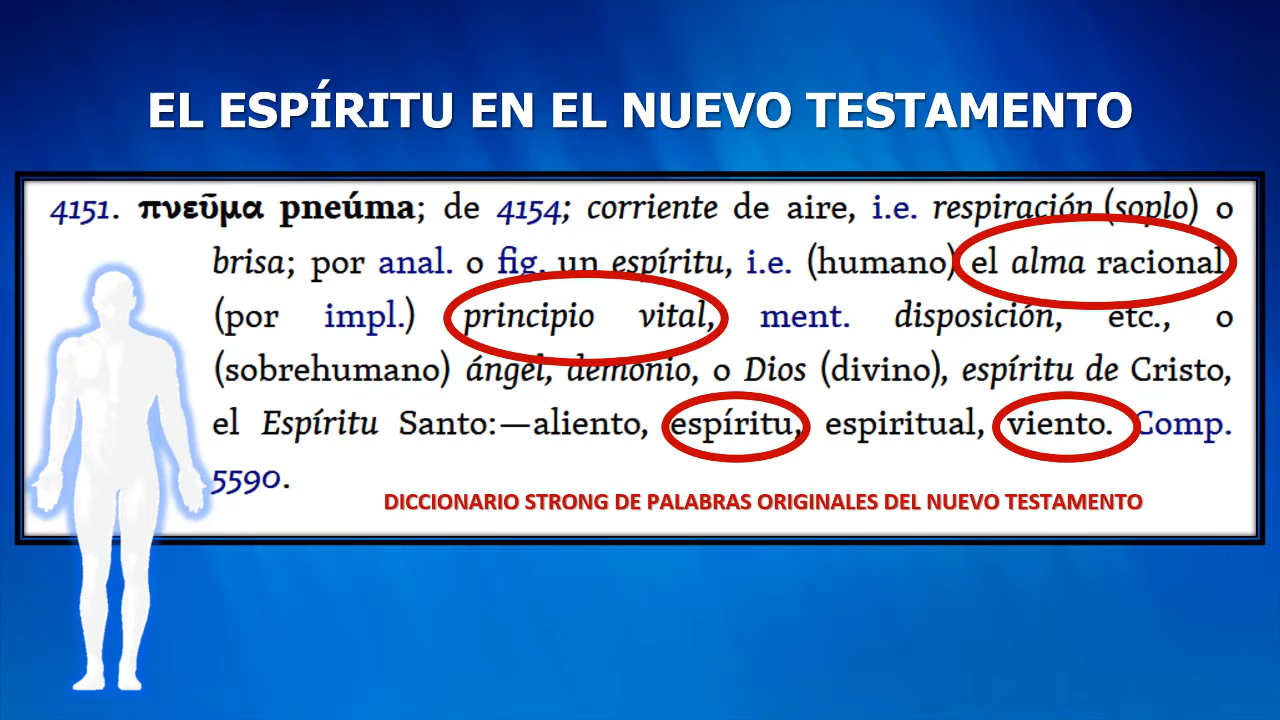 EL ESPÍRITU EN EL NUEVO TESTAMENTO
4151. πνεῦμα pneúma; de 4154; corriente de aire, i.e. respiración (soplo) o
brisa; por anal. o fig. un espíritu, i.e. (humano) el alma racional,
(por impl.) principio vital, ment. disposición, etc., o
(sobrehumano) ángel, demonio, o Dios (divino), espíritu de Cristo,
el Espíritu Santo:—aliento, espíritu, espiritual, viento. Comp.
5590.
DICCIONARIO STRONG DE PALABRAS ORIGINALES DEL NUEVO TESTAMENTO